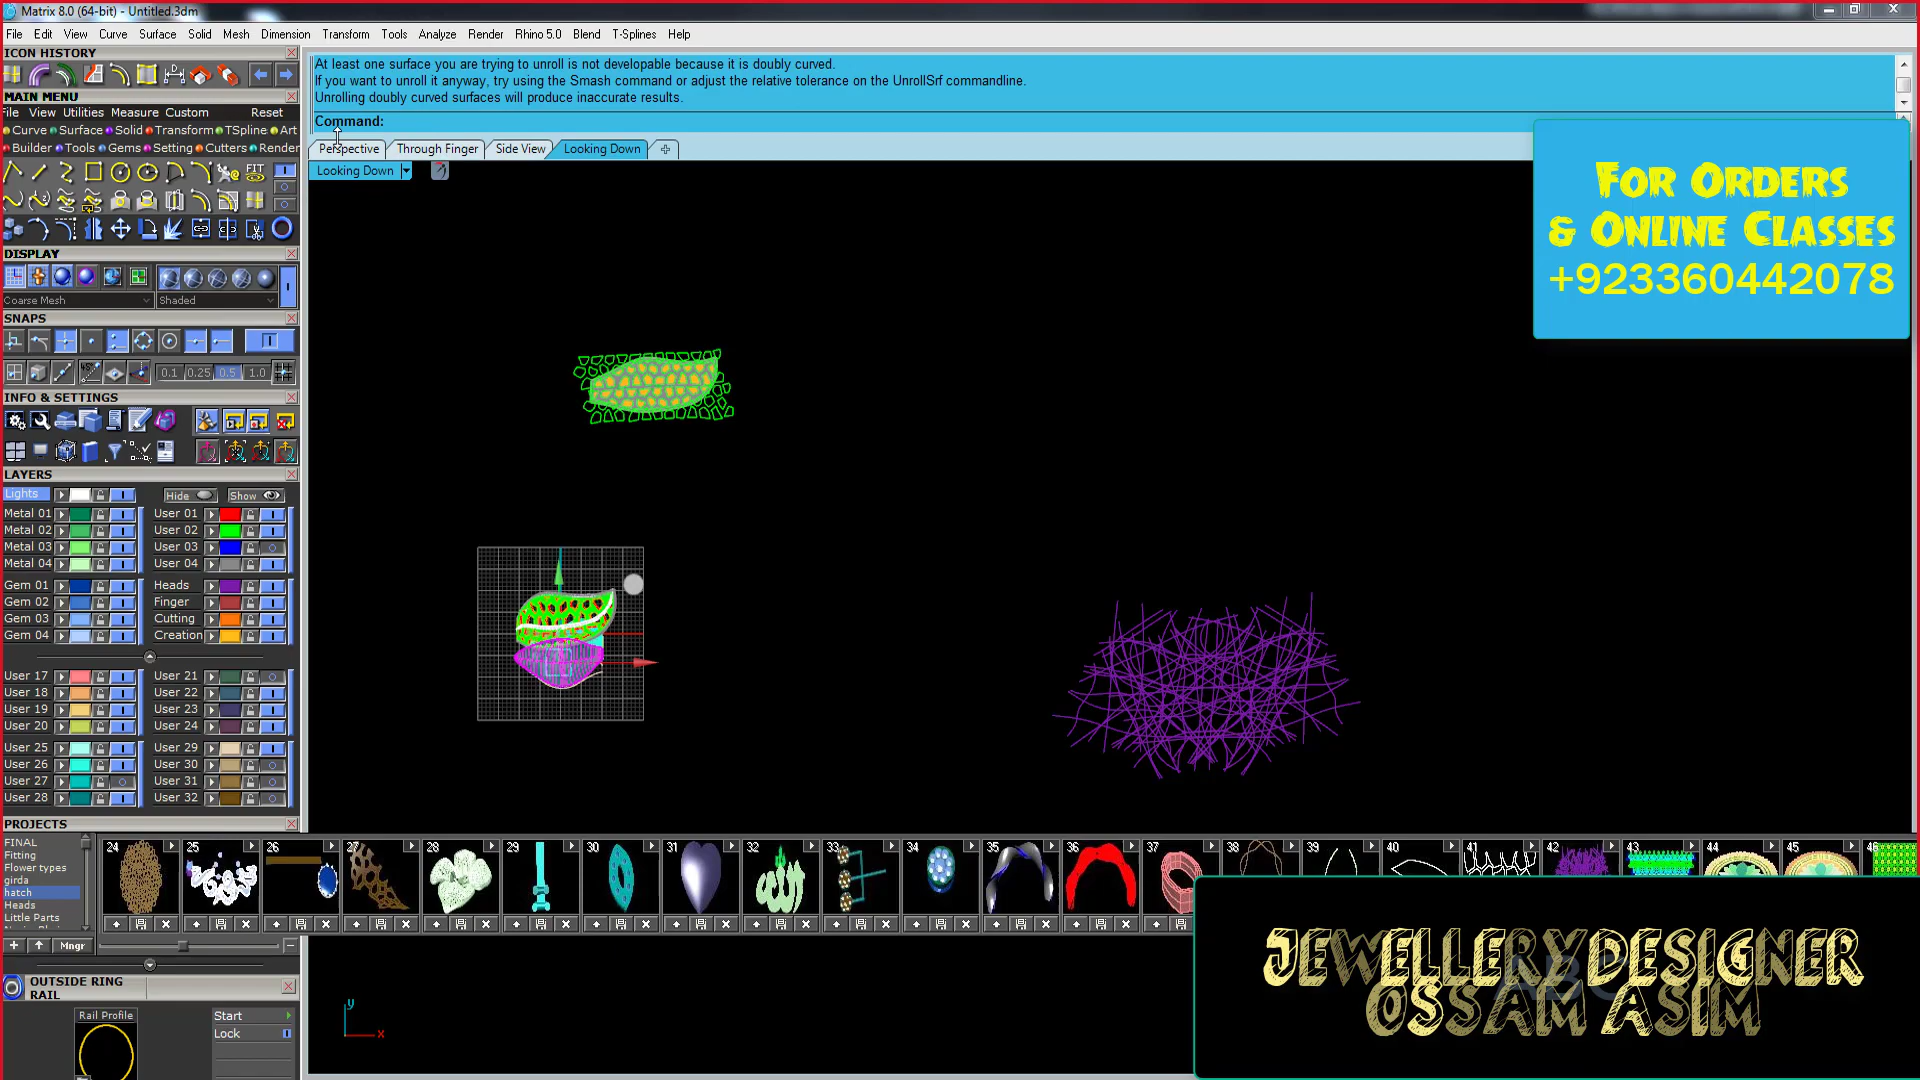 Matrix 8.0 (64-bit) - Untitled.3dm
File Edit View Curve Surface Solid Mesh Dimension Transform Tools Analyze Render Rhino 5.0 Blend T-Splines Help
ICON HISTORY
At least one surface you are trying to unroll is not developable because it is doubly curved.
If you want to unroll it anyway, try using the Smash command or adjust the relative tolerance on the UnrollSrf commandline.
Unrolling doubly curved surfaces will produce inaccurate results.
Command:
MAIN MENU
File View Utilities Measure Custom Reset
Curve Surface Solid Transform TSpline Art
Builder Tools Gems Setting Cutters Render
Perspective Through Finger Side View Looking Down
Looking Down
FIT
For Orders
& Online Classes
+923360442078
DISPLAY
Coarse Mesh Shaded
SNAPS
0.1 0.25 0.5 1.0
INFO & SETTINGS
LAYERS
Lights Hide Show
Metal 01 User 01
Metal 02 User 02
Metal 03 User 03
Metal 04 User 04
Gem 01 Heads
Gem 02 Finger
Gem 03 Cutting
Gem 04 Creation
User 17 User 21
User 18 User 22
User 19 User 23
User 20 User 24
User 25 User 29
User 26 User 30
User 27 User 31
User 28 User 32
PROJECTS
FINAL
Fitting
Flower types
girda
hatch
Heads
Little Parts
24 25 26 27 28 29 30 31 32 33 34 35 36 37 38 39 40 41 42 43 44 45 46
Mngr
OUTSIDE RING
RAIL
Rail Profile
Start
Lock
y
x
Jewellery Designer
Ossam Asim